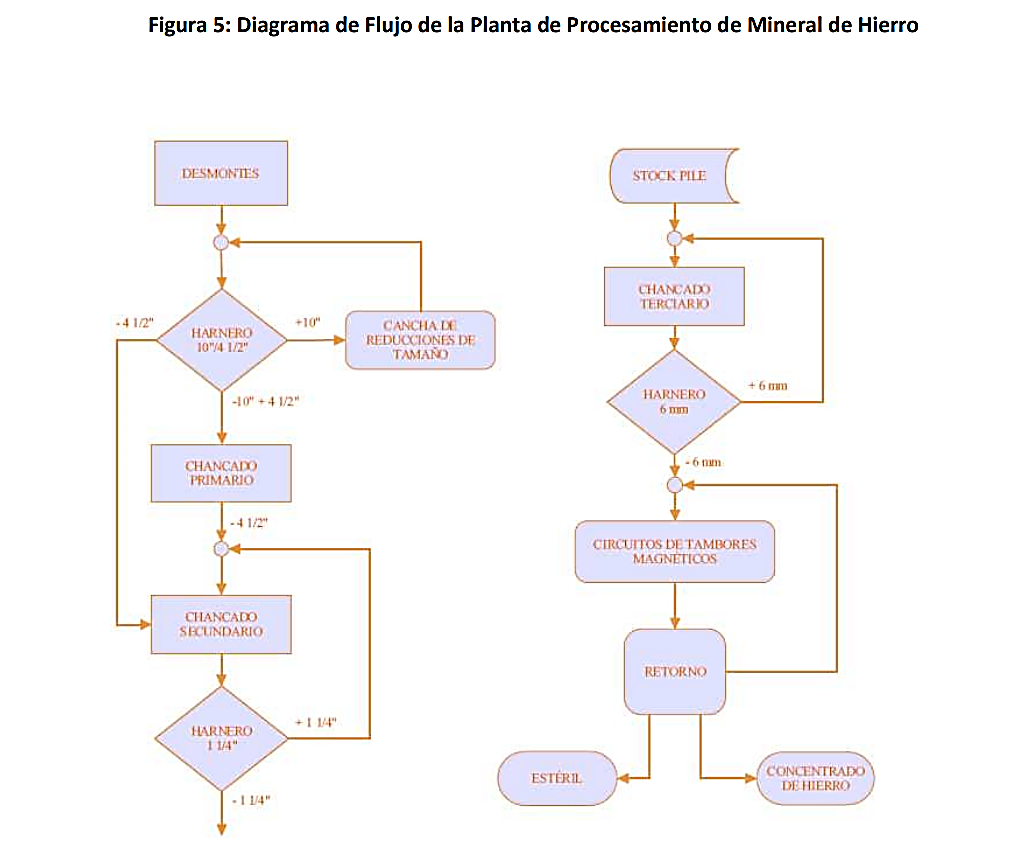 Figura 5: Diagrama de Flujo de la Planta de Procesamiento de Mineral de Hierro
DESMONTES
- 4 1/2"
HARNERO
10"/4 1/2"
+10"
CANCHA DE
REDUCCIONES DE
TAMAÑO
-10" + 4 1/2"
CHANCADO
PRIMARIO
- 4 1/2"
CHANCADO
SECUNDARIO
HARNERO
1 1/4"
+ 1 1/4"
- 1 1/4"
STOCK PILE
CHANCADO
TERCIARIO
HARNERO
6 mm
+ 6 mm
- 6 mm
CIRCUITOS DE TAMBORES
MAGNÉTICOS
RETORNO
ESTÉRIL
CONCENTRADO
DE HIERRO